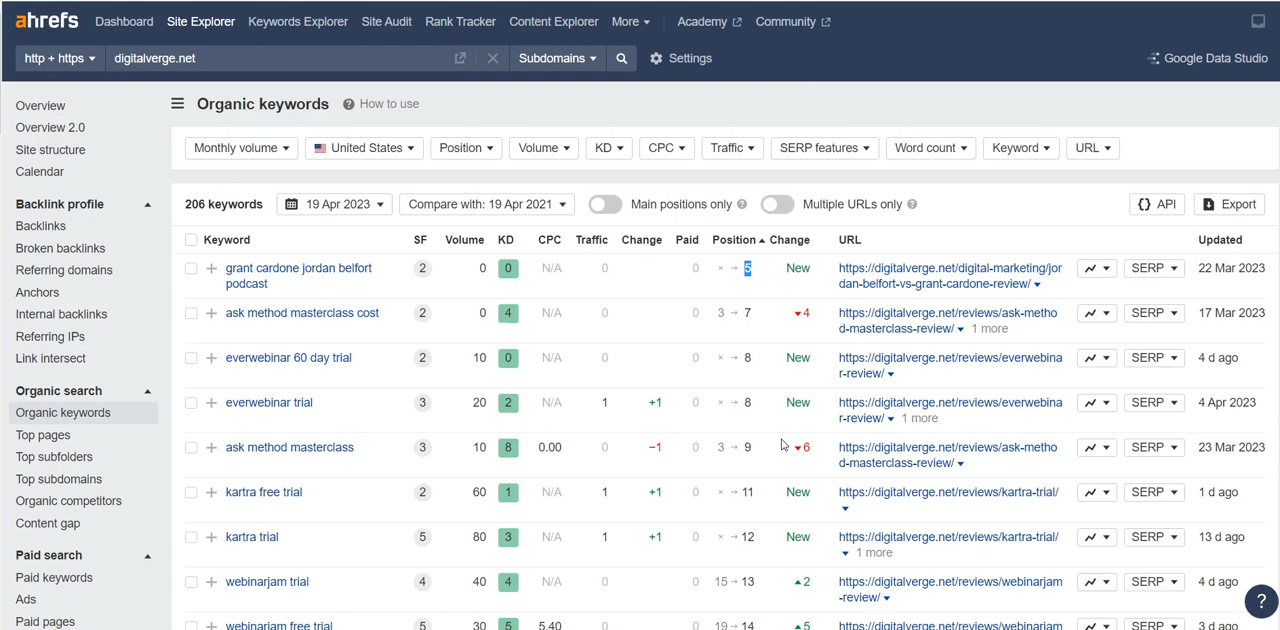 ahrefs Dashboard Site Explorer Keywords Explorer Site Audit Rank Tracker Content Explorer More Academy Community
http + https digitalverge.net Subdomains Settings Google Data Studio
Overview
Overview 2.0
Site structure
Calendar
Backlink profile
Backlinks
Broken backlinks
Referring domains
Anchors
Internal backlinks
Referring IPs
Link intersect
Organic search
Organic keywords
Top pages
Top subfolders
Top subdomains
Organic competitors
Content gap
Paid search
Paid keywords
Ads
Paid pages
Organic keywords ? How to use
Monthly volume United States Position Volume KD CPC Traffic SERP features Word count Keyword URL
206 keywords 19 Apr 2023 Compare with: 19 Apr 2021 Main positions only ? Multiple URLs only ? {} API Export
Keyword SF Volume KD CPC Traffic Change Paid Position Change URL Updated
grant cardone jordan belfort 2 0 0 N/A 0 0 × → 5 New https://digitalverge.net/digital-marketing/jor SERP 22 Mar 2023
podcast dan-belfort-vs-grant-cardone-review/
ask method masterclass cost 2 0 4 N/A 0 0 3 → 7 4 https://digitalverge.net/reviews/ask-metho SERP 17 Mar 2023
d-masterclass-review/ 1 more
everwebinar 60 day trial 2 10 0 N/A 0 0 × → 8 New https://digitalverge.net/reviews/everwebina SERP 4 d ago
r-review/
everwebinar trial 3 20 2 N/A 1 +1 0 × → 8 New https://digitalverge.net/reviews/everwebina SERP 4 Apr 2023
r-review/ 1 more
ask method masterclass 3 10 8 0.00 0 −1 0 3 → 9 6 https://digitalverge.net/reviews/ask-metho SERP 23 Mar 2023
d-masterclass-review/
kartra free trial 2 60 1 N/A 1 +1 0 × → 11 New https://digitalverge.net/reviews/kartra-trial/ SERP 1 d ago
kartra trial 5 80 3 N/A 1 +1 0 × → 12 New https://digitalverge.net/reviews/kartra-trial/ SERP 13 d ago
1 more
webinarjam trial 4 40 4 N/A 0 0 15 → 13 2 https://digitalverge.net/reviews/webinarjam SERP 4 d ago
-review/
webinarjam free trial 5 30 5 5.40 0 0 19 → 14 5 https://digitalverge.net/reviews/webinarjam SERP 3 d ago
?